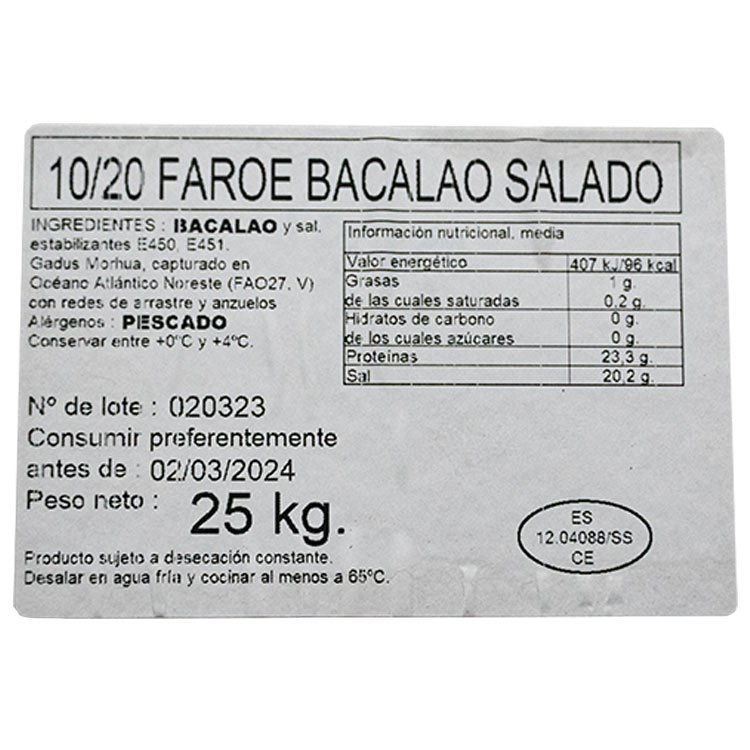 10/20 FAROE BACALAO SALADO
INGREDIENTES : BACALAO y sal,
estabilizantes E450, E451.
Gadus Morhua, capturado en
Océano Atlántico Noreste (FAO27. V)
con redes de arrastre y anzuelos
Alérgenos : PESCADO
Conservar entre +0ºC y +4ºC.
Información nutricional, media
Valor energético 407 kJ/96 kcal
Grasas 1 g.
de las cuales saturadas 0,2 g.
Hidratos de carbono 0 g.
de los cuales azúcares 0 g.
Proteinas 23,3 g.
Sal 20,2 g.
Nº de lote : 020323
Consumir preferentemente
antes de : 02/03/2024
Peso neto : 25 kg.
Producto sujeto a desecación constante.
Desalar en agua fría y cocinar al menos a 65ºC.
ES
12.04088/SS
CE